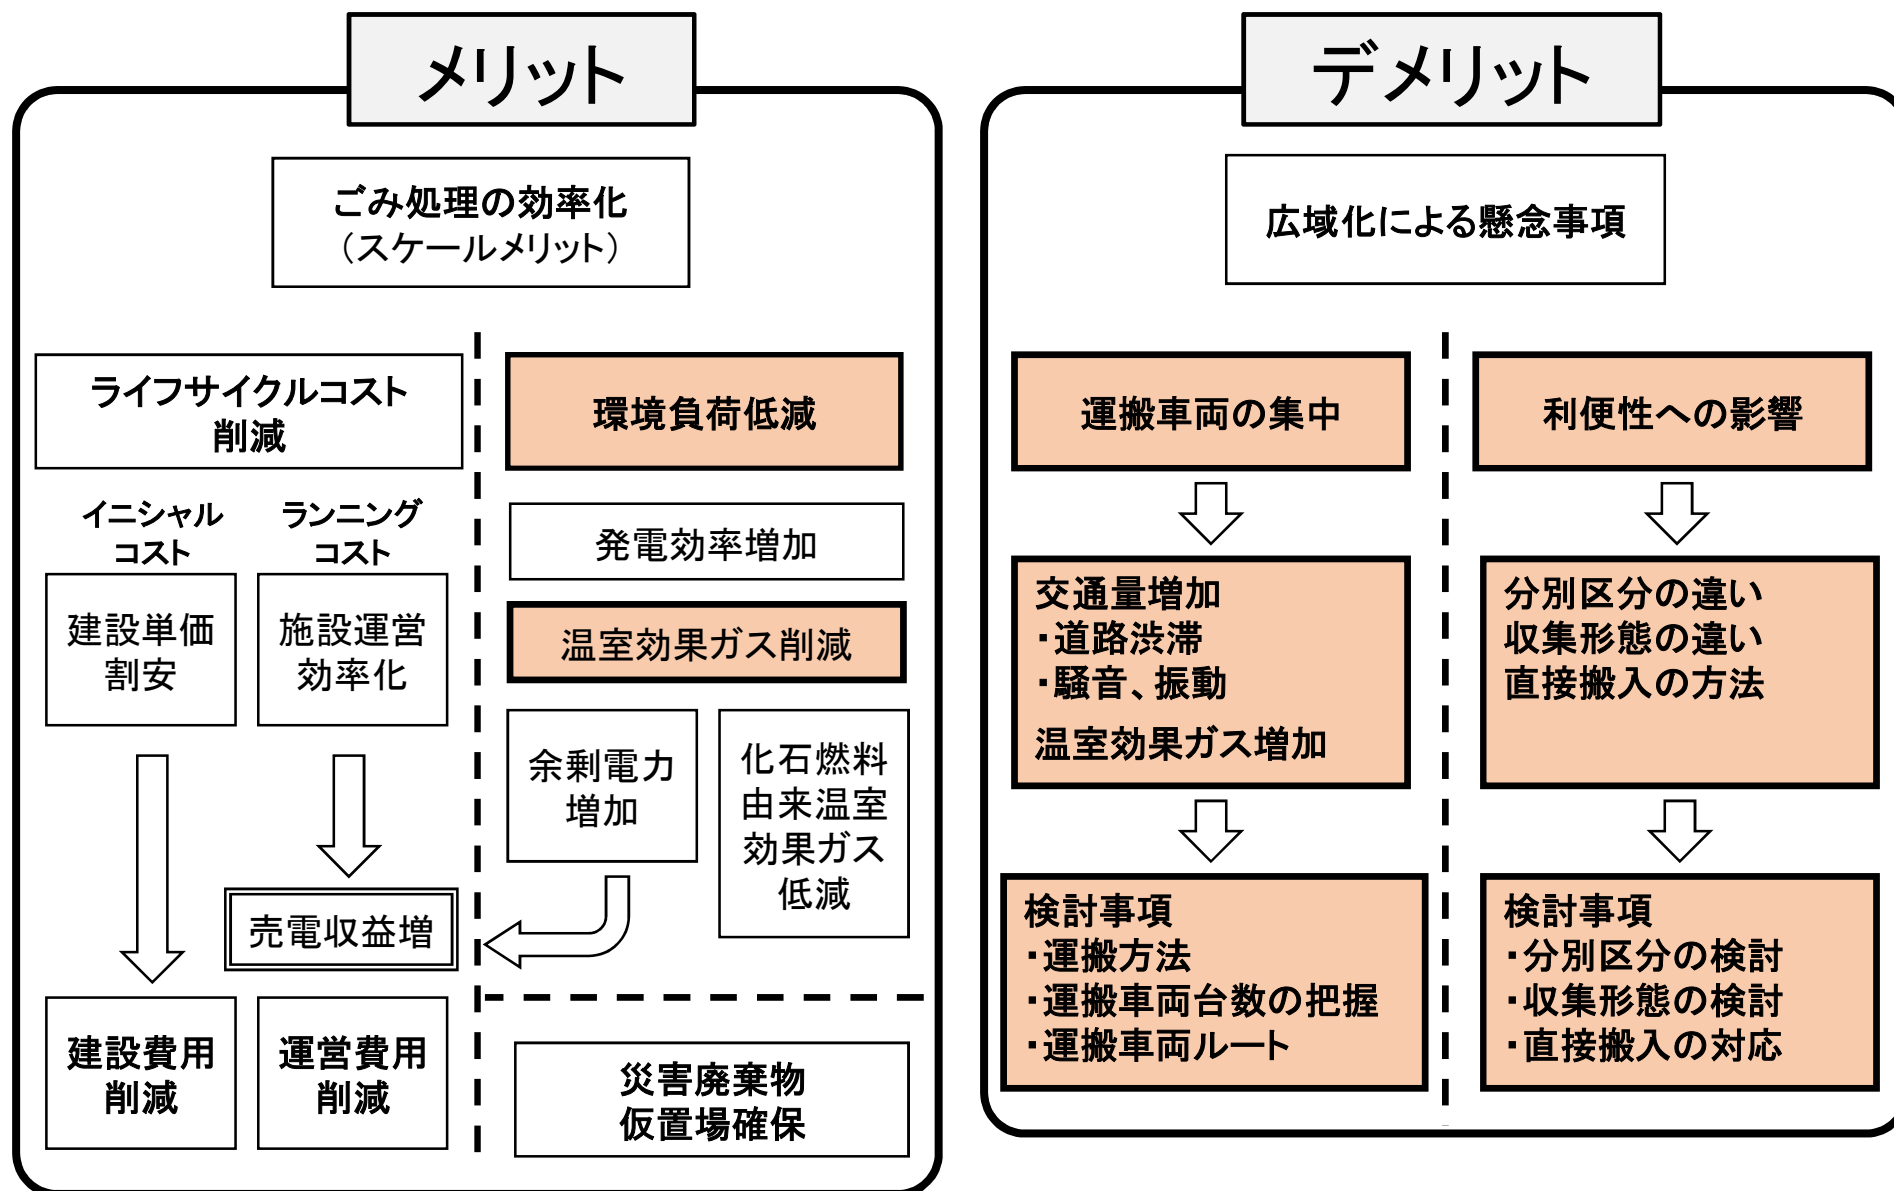 メリット
ごみ処理の効率化
（スケールメリット）
ライフサイクルコスト
削減
イニシャル
コスト
建設単価
割安
ランニング
コスト
施設運営
効率化
売電収益増
建設費用
削減
運営費用
削減
環境負荷低減
発電効率増加
温室効果ガス削減
余剰電力
増加
化石燃料
由来温室
効果ガス
低減
災害廃棄物
仮置場確保
デメリット
広域化による懸念事項
運搬車両の集中
交通量増加
・道路渋滞
・騒音、振動
温室効果ガス増加
検討事項
・運搬方法
・運搬車両台数の把握
・運搬車両ルート
利便性への影響
分別区分の違い
収集形態の違い
直接搬入の方法
検討事項
・分別区分の検討
・収集形態の検討
・直接搬入の対応